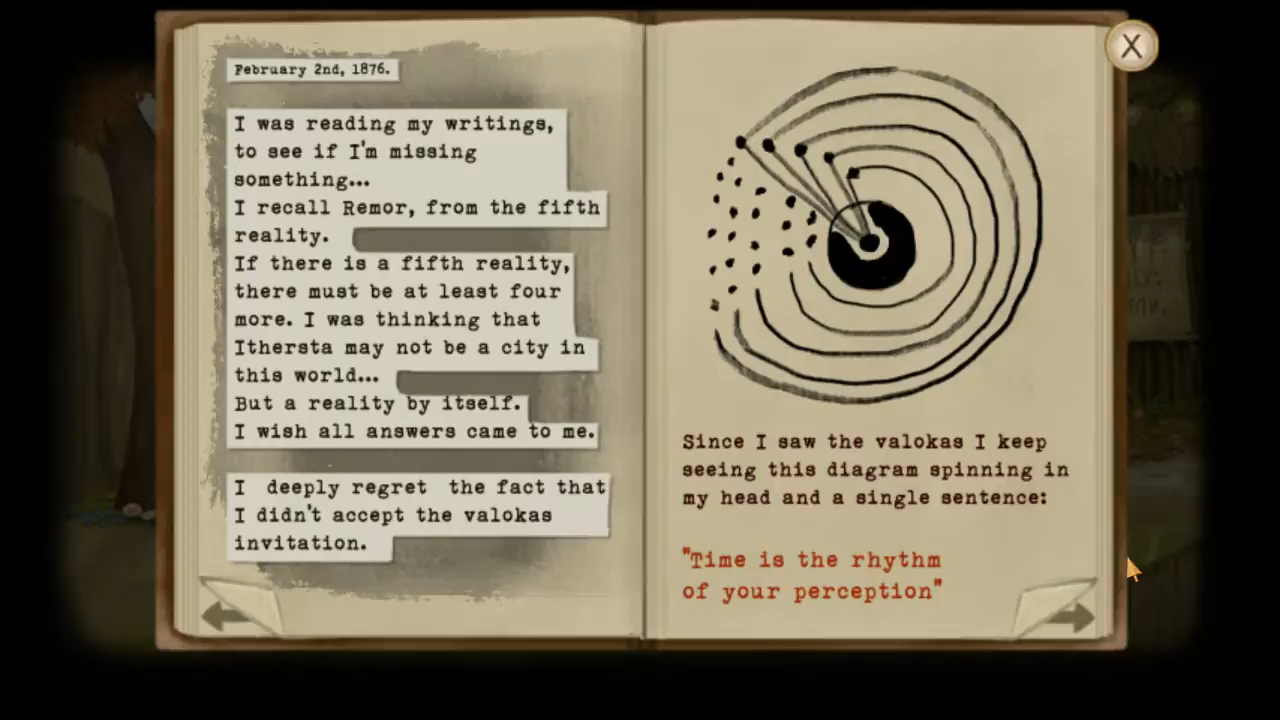 February 2nd, 1876.
I was reading my writings,
to see if I'm missing
something...
I recall Remor, from the fifth
reality.
If there is a fifth reality,
there must be at least four
more. I was thinking that
Ithersta may not be a city in
this world...
But a reality by itself.
I wish all answers came to me.
I deeply regret the fact that
I didn't accept the valokas
invitation.
X
Since I saw the valokas I keep
seeing this diagram spinning in
my head and a single sentence:
"Time is the rhythm
of your perception"